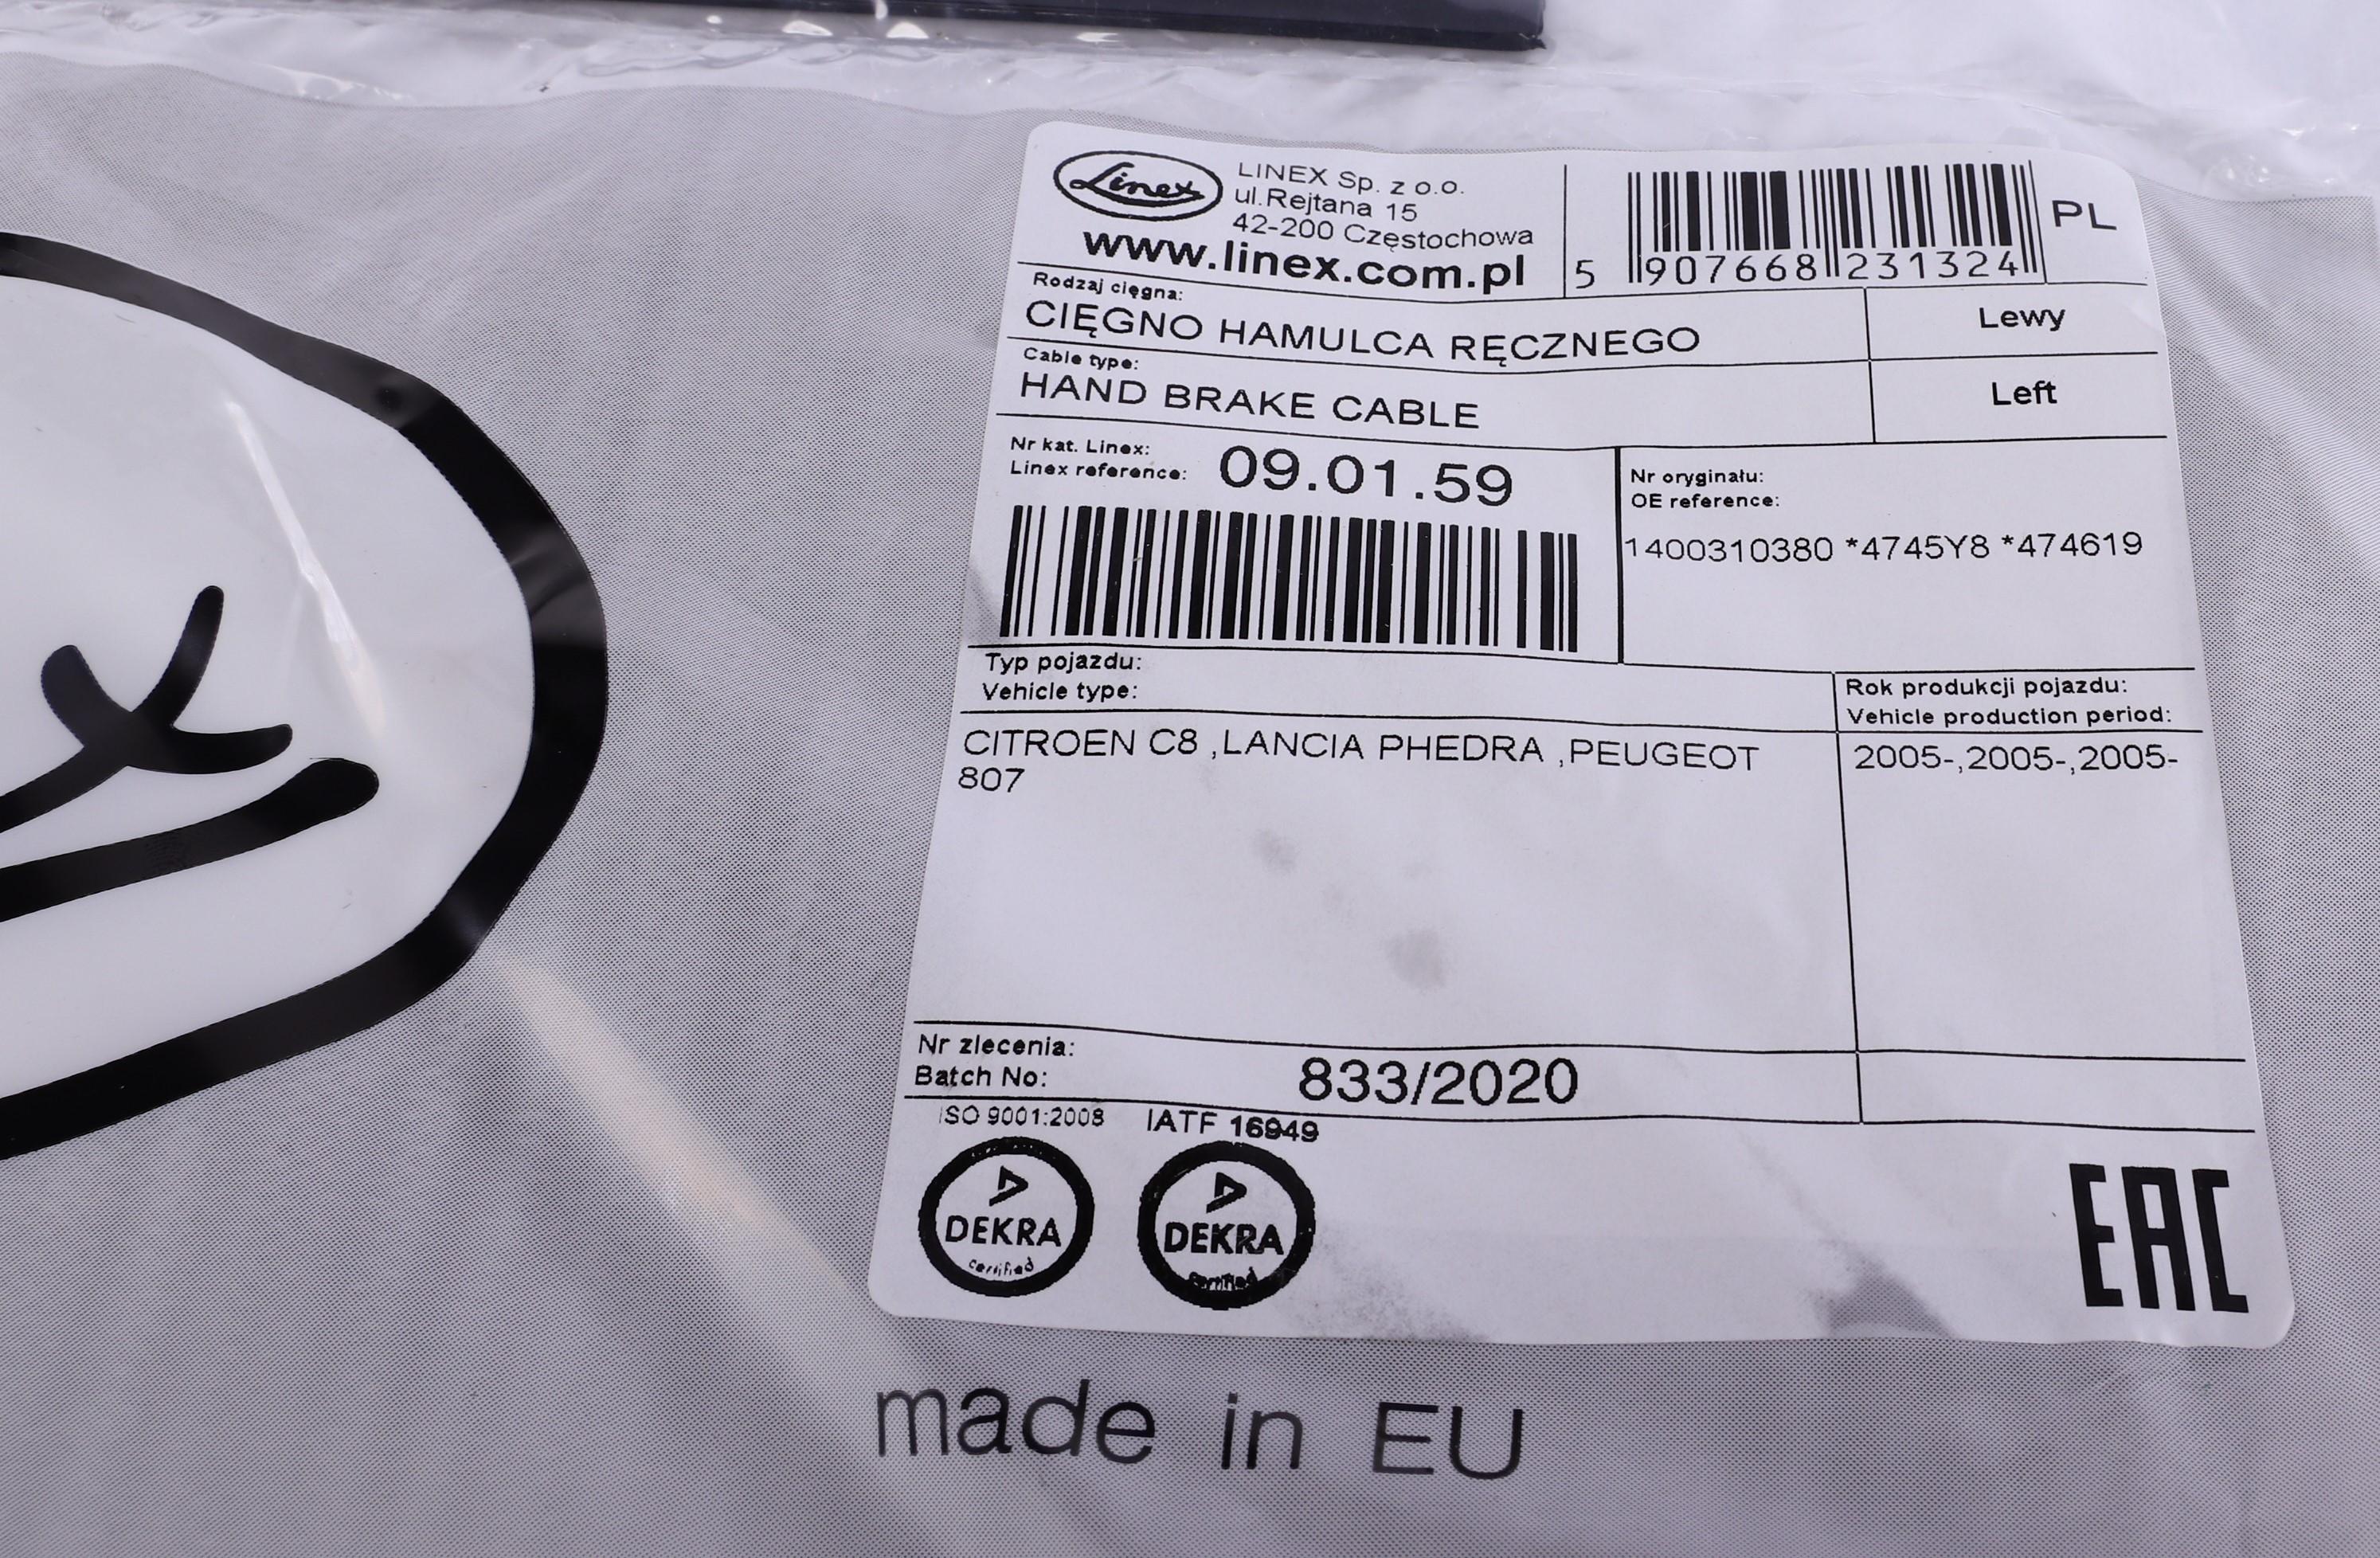 Linex
LINEX Sp. z o.o.
ul.Rejtana 15
42-200 Częstochowa
www.linex.com.pl
5 907668 231324
PL
Rodzaj cięgna:
CIĘGNO HAMULCA RĘCZNEGO
Lewy
Cable type:
HAND BRAKE CABLE
Left
Nr kat. Linex:
Linex reference:
09.01.59
Nr oryginału:
OE reference:
1400310380 *4745Y8 *474619
Typ pojazdu:
Vehicle type:
Rok produkcji pojazdu:
Vehicle production period:
CITROEN C8 ,LANCIA PHEDRA ,PEUGEOT
807
2005-,2005-,2005-
Nr zlecenia:
Batch No:
833/2020
ISO 9001:2008
IATF 16949
DEKRA
certified
DEKRA
certified
EAC
made in EU